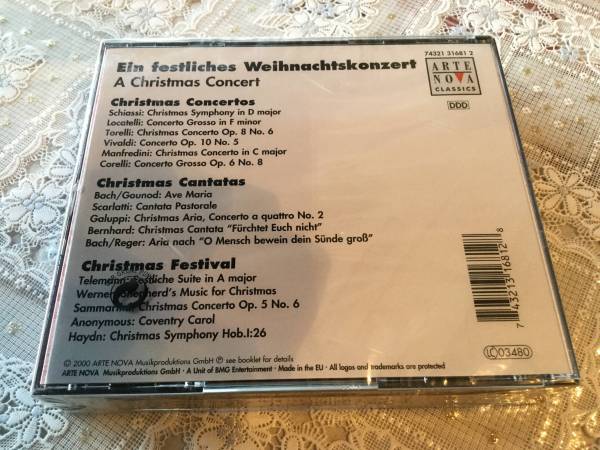 74321 31681 2
Ein festliches Weihnachtskonzert
A Christmas Concert
ARTE
NOVA
CLASSICS
DDD
Christmas Concertos
Schiassi: Christmas Symphony in D major
Locatelli: Concerto Grosso in F minor
Torelli: Christmas Concerto Op. 8 No. 6
Vivaldi: Concerto Op. 10 No. 5
Manfredini: Christmas Concerto in C major
Corelli: Concerto Grosso Op. 6 No. 8
Christmas Cantatas
Bach/Gounod: Ave Maria
Scarlatti: Cantata Pastorale
Galuppi: Christmas Aria, Concerto a quattro No. 2
Bernhard: Christmas Cantata "Fürchtet Euch nicht"
Bach/Reger: Aria nach "O Mensch bewein dein Sünde groß"
Christmas Festival
Telemann: Festliche Suite in A major
Werner: Shepherd's Music for Christmas
Sammartini: Christmas Concerto Op. 5 No. 6
Anonymous: Coventry Carol
Haydn: Christmas Symphony Hob.I:26
7 43213 16812 8
LC 03480
© 2000 ARTE NOVA Musikproduktions GmbH ℗ see booklet for details
ARTE NOVA Musikproduktions GmbH · A Unit of BMG Entertainment · Made in the EU · All logos and trademarks are protected